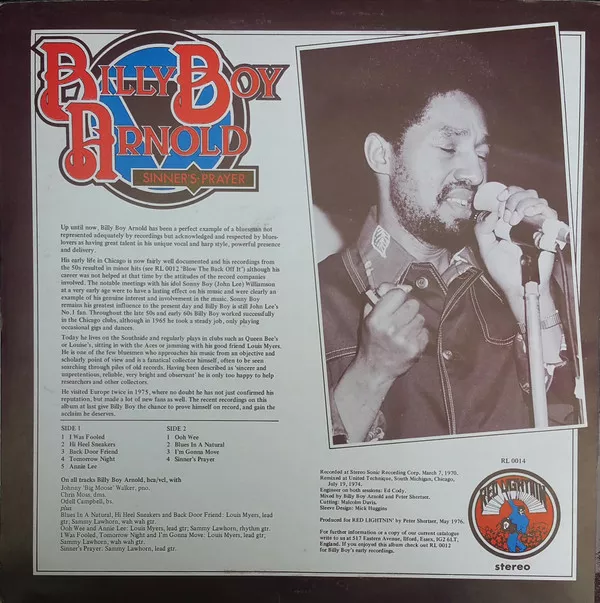 BILLY BOY
ARNOLD
SINNER'S PRAYER
Up until now, Billy Boy Arnold has been a perfect example of a bluesman not
represented adequately by recordings but acknowledged and respected by blues-
lovers as having great talent in his unique vocal and harp style, powerful presence
and delivery.
His early life in Chicago is now fairly well documented and his recordings from
the 50s resulted in minor hits (see RL 0012 'Blow The Back Off It') although his
career was not helped at that time by the attitudes of the record companies
involved. The notable meetings with his idol Sonny Boy (John Lee) Williamson
at a very early age were to have a lasting effect on his music and were clearly an
example of his genuine interest and involvement in the music. Sonny Boy
remains his greatest influence to the present day and Billy Boy is still John Lee's
No.1 fan. Throughout the late 50s and early 60s Billy Boy worked successfully
in the Chicago clubs, although in 1965 he took a steady job, only playing
occasional gigs and dances.
Today he lives on the Southside and regularly plays in clubs such as Queen Bee's
or Louise's, sitting in with the Aces or jamming with his good friend Louis Myers.
He is one of the few bluesmen who approaches his music from an objective and
scholarly point of view and is a fanatical collector himself, often to be seen
searching through piles of old records. Having been described as 'sincere and
unpretentious, reliable, very bright and observant' he is only too happy to help
researchers and other collectors.
He visited Europe twice in 1975, where no doubt he has not just confirmed his
reputation, but made a lot of new fans as well. The recent recordings on this
album at last give Billy Boy the chance to prove himself on record, and gain the
acclaim he deserves.
SIDE 1 SIDE 2
1 I Was Fooled 1 Ooh Wee
2 Hi Heel Sneakers 2 Blues In A Natural
3 Back Door Friend 3 I'm Gonna Move
4 Tomorrow Night 4 Sinner's Prayer
5 Annie Lee
On all tracks Billy Boy Arnold, hca/vcl, with
Johnny 'Big Moose' Walker, pno.
Chris Moss, dms.
Odell Campbell, bs.
plus
Blues In A Natural, Hi Heel Sneakers and Back Door Friend: Louis Myers, lead
gtr; Sammy Lawhorn, wah wah gtr.
Ooh Wee and Annie Lee: Louis Myers, lead gtr; Sammy Lawhorn, rhythm gtr.
I Was Fooled, Tomorrow Night and I'm Gonna Move: Louis Myers, lead gtr;
Sammy Lawhorn, wah wah gtr.
Sinner's Prayer: Sammy Lawhorn, lead gtr.
RL 0014
Recorded at Stereo Sonic Recording Corp. March 7, 1970.
Remixed at United Technique, South Michigan, Chicago,
July 19, 1974.
Engineer on both sessions: Ed Cody.
Mixed by Billy Boy Arnold and Peter Shertser.
Cutting: Malcolm Davies.
Sleeve Design: Mick Huggins
Produced for RED LIGHTNIN' by Peter Shertser, May 1976.
For further information or a copy of our current catalogue
write to us at 517 Eastern Avenue, Ilford, Essex, IG2 6LT,
England. If you enjoyed this album check out RL 0012
for Billy Boy's early recordings.
RED LIGHTNIN'
stereo